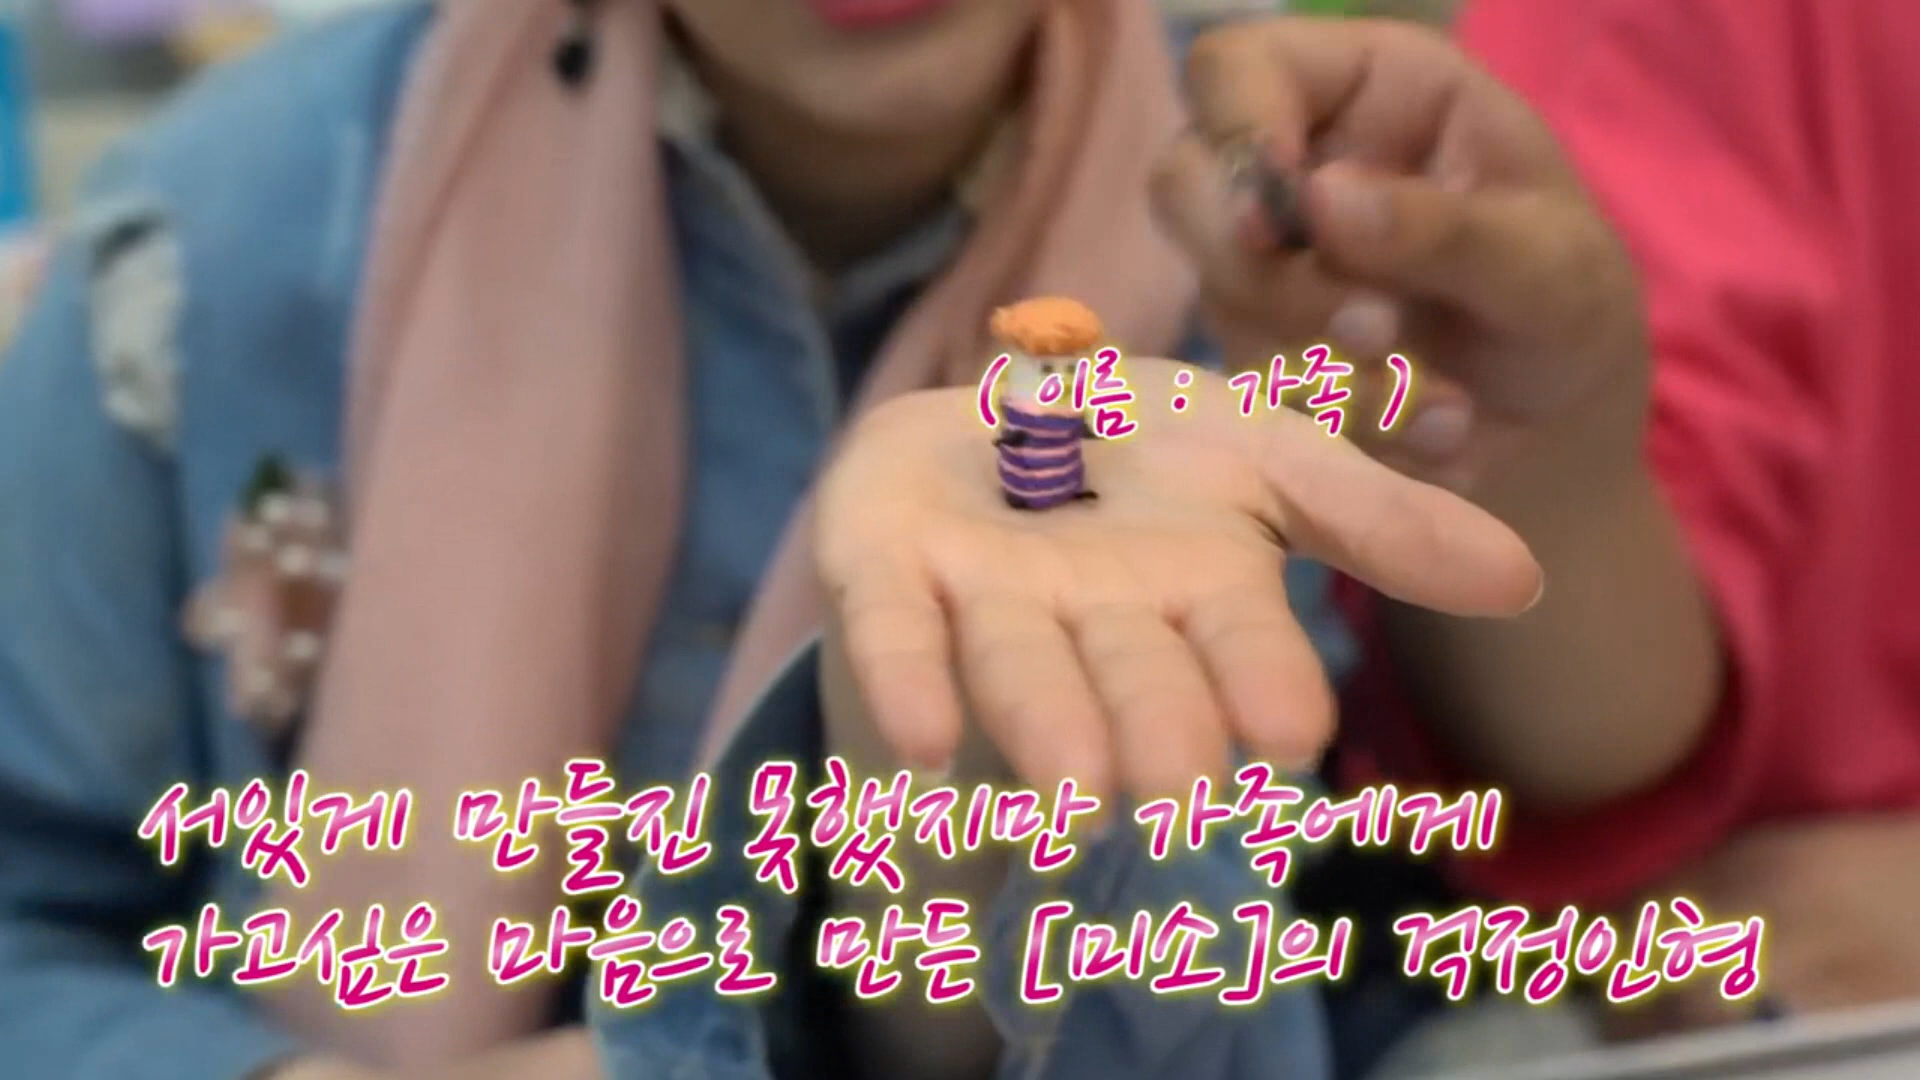 ( 이름 : 가족 )
서있게 만들진 못했지만 가족에게
가고싶은 마음으로 만든 [미소]의 걱정인형